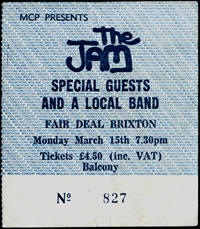 MCP PRESENTS
The
JAM
SPECIAL GUESTS
AND A LOCAL BAND
FAIR DEAL BRIXTON
Monday March 15th 7.30pm
Tickets £4.50 (inc. VAT)
Balcony
Nº 827